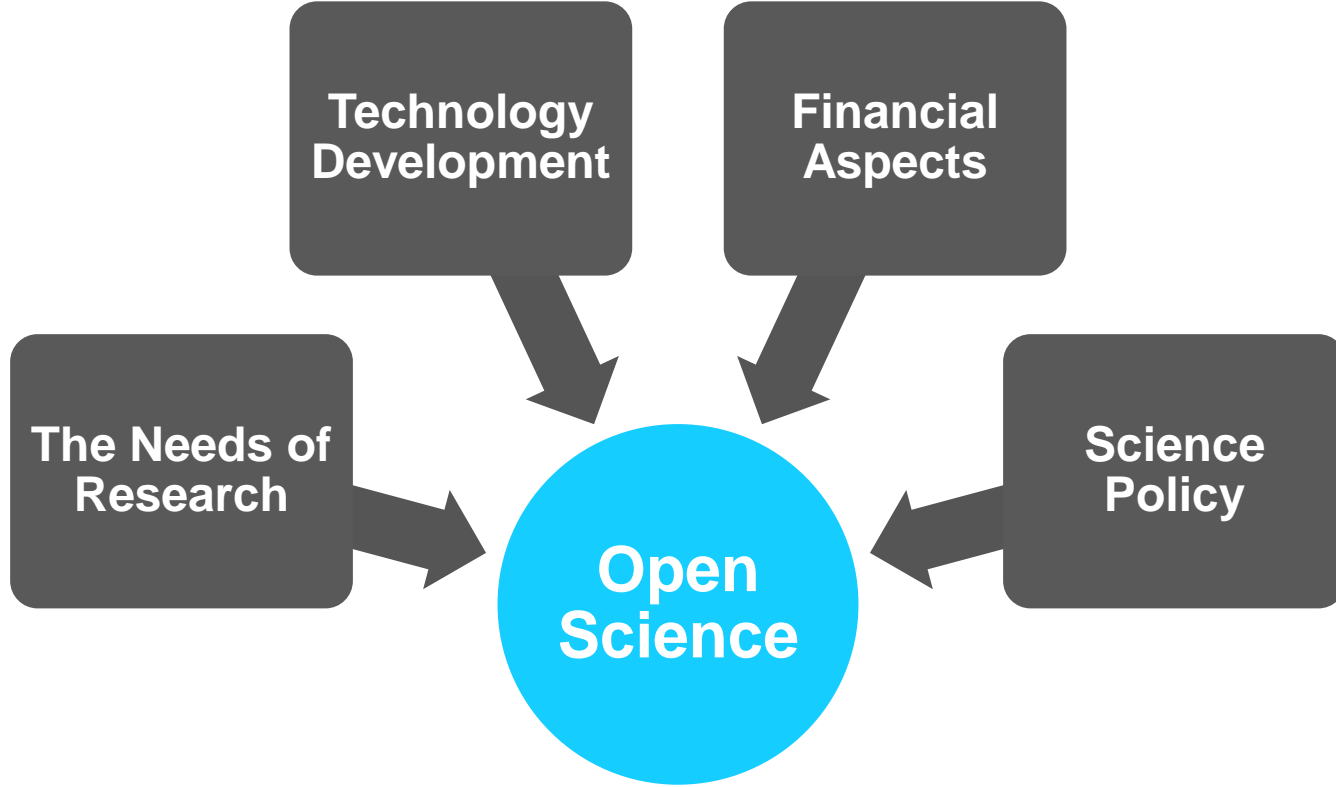 Technology
Development
Financial
Aspects
The Needs of
Research
Science
Policy
Open
Science